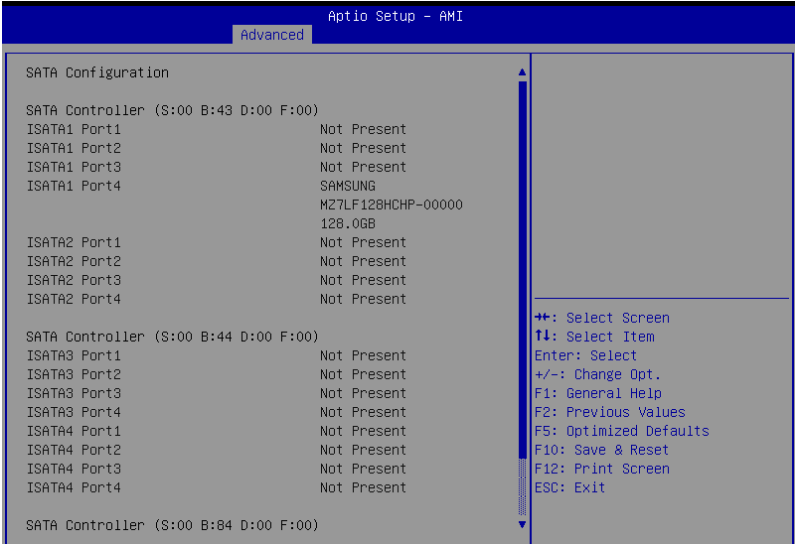 Aptio Setup – AMI
Advanced
SATA Configuration
SATA Controller (S:00 B:43 D:00 F:00)
ISATA1 Port1 Not Present
ISATA1 Port2 Not Present
ISATA1 Port3 Not Present
ISATA1 Port4 SAMSUNG
MZ7LF128HCHP-00000
128.0GB
ISATA2 Port1 Not Present
ISATA2 Port2 Not Present
ISATA2 Port3 Not Present
ISATA2 Port4 Not Present
SATA Controller (S:00 B:44 D:00 F:00)
ISATA3 Port1 Not Present
ISATA3 Port2 Not Present
ISATA3 Port3 Not Present
ISATA3 Port4 Not Present
ISATA4 Port1 Not Present
ISATA4 Port2 Not Present
ISATA4 Port3 Not Present
ISATA4 Port4 Not Present
SATA Controller (S:00 B:84 D:00 F:00)
→←: Select Screen
↑↓: Select Item
Enter: Select
+/-: Change Opt.
F1: General Help
F2: Previous Values
F5: Optimized Defaults
F10: Save & Reset
F12: Print Screen
ESC: Exit